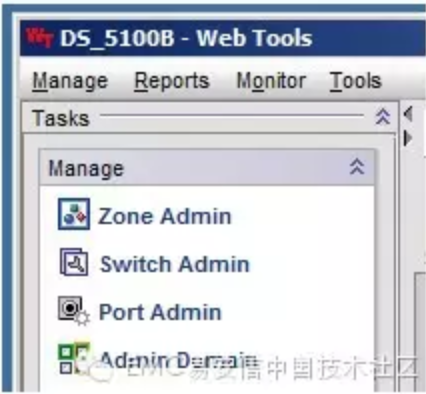 WT DS_5100B - Web Tools
Manage Reports Monitor Tools
Tasks
Manage
Zone Admin
Switch Admin
Port Admin
Admin Domain
EMC易安信中国技术社区